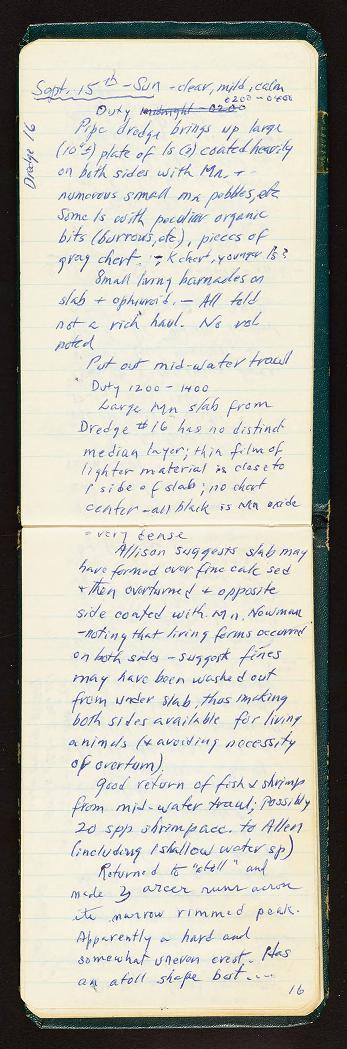 Sept. 15th - Sun - clear, mild, calm
0200 - 0400
Duty midnight - 0200
Dredge 16
Pipe dredge brings up large
(10"±) plate of ls (?) coated heavily
on both sides with Mn. +
numerous small mn pebbles, etc
Some ls with peculiar organic
bits (burrows, etc), pieces of
gray chert. - K chert, younger ls?
Small living barnacles on
slab + ophiuroid. - All told
not a rich haul. No vol.
noted
Put out mid-water trawl
Duty 1200 - 1400
Large Mn slab from
Dredge #16 has no distinct
median layer; thin film of
lighter material is close to
1 side of slab; no chert
center - all black is Mn oxide
- very dense
Allison suggests slab may
have formed over fine calc sed
+ then overturned + opposite
side coated with Mn. Newman
- noting that living forms occurred
on both sides - suggests fines
may have been washed out
from under slab, thus making
both sides available for living
animals (+ avoiding necessity
of overturn).
Good return of fish & shrimp
from mid-water trawl; possibly
20 spp shrimp acc. to Allen
(including 1 shallow water sp)
Returned to "atoll" and
made 3 arcer runs across
its narrow rimmed peak.
Apparently a hard and
somewhat uneven crest. Has
an atoll shape but....
16